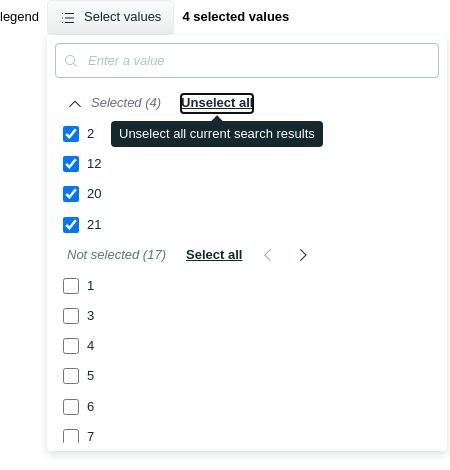 legend Select values 4 selected values
Enter a value
Selected (4) Unselect all
Unselect all current search results
2
12
20
21
Not selected (17) Select all
1
3
4
5
6
7